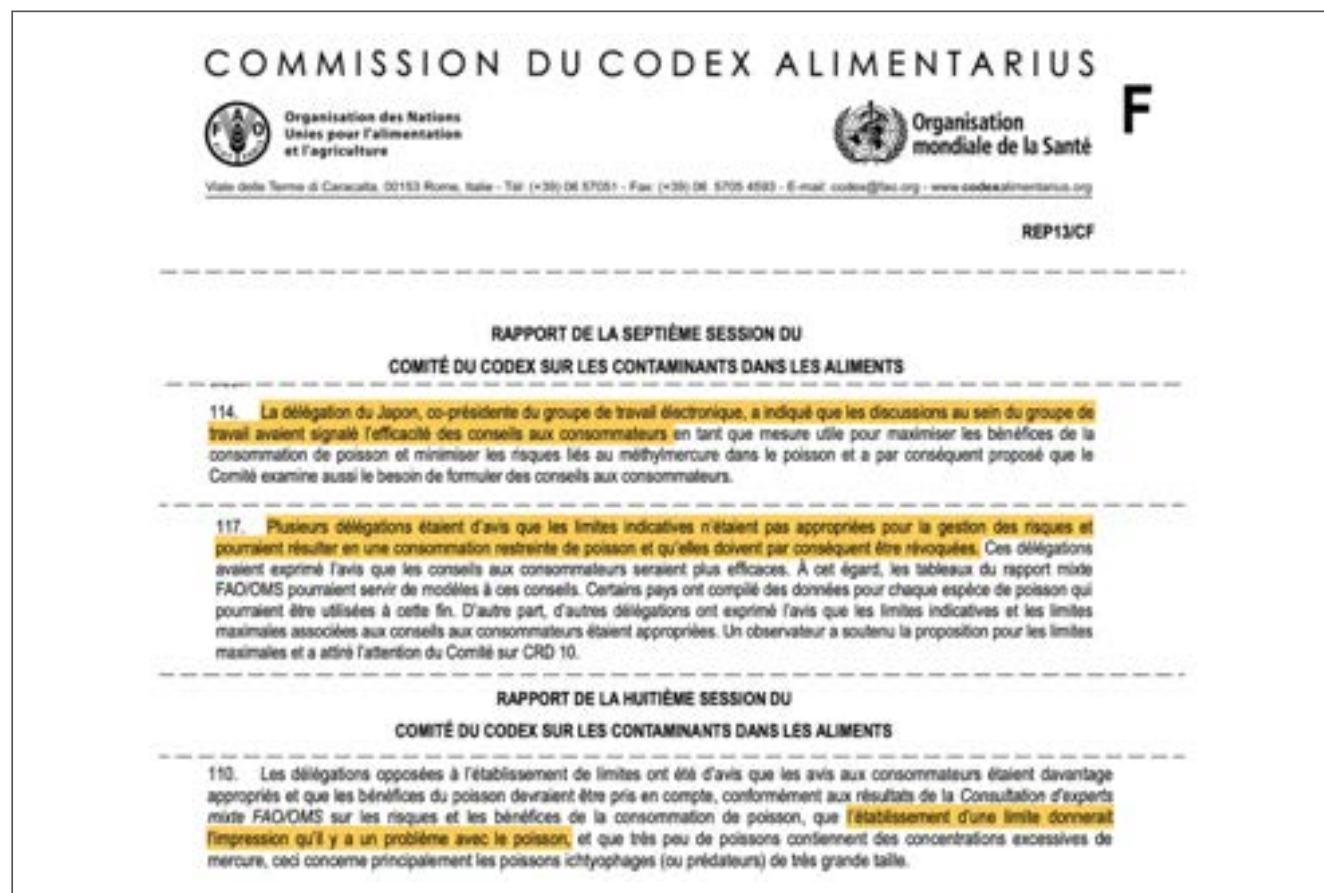 COMMISSION DU CODEX ALIMENTARIUS
Organisation des Nations
Unies pour l'alimentation
et l'agriculture
Organisation
mondiale de la Santé
F
Viale delle Terme di Caracalla, 00153 Rome, Italie - Tél: (+39) 06 57051 - Fax: (+39) 06 5705 4593 - E-mail: codex@fao.org - www.codexalimentarius.org
REP13/CF
RAPPORT DE LA SEPTIÈME SESSION DU
COMITÉ DU CODEX SUR LES CONTAMINANTS DANS LES ALIMENTS
114. La délégation du Japon, co-présidente du groupe de travail électronique, a indiqué que les discussions au sein du groupe de
travail avaient signalé l'efficacité des conseils aux consommateurs en tant que mesure utile pour maximiser les bénéfices de la
consommation de poisson et minimiser les risques liés au méthylmercure dans le poisson et a par conséquent proposé que le
Comité examine aussi le besoin de formuler des conseils aux consommateurs.
117. Plusieurs délégations étaient d'avis que les limites indicatives n'étaient pas appropriées pour la gestion des risques et
pourraient résulter en une consommation restreinte de poisson et qu'elles doivent par conséquent être révoquées. Ces délégations
avaient exprimé l'avis que les conseils aux consommateurs seraient plus efficaces. À cet égard, les tableaux du rapport mixte
FAO/OMS pourraient servir de modèles à ces conseils. Certains pays ont compilé des données pour chaque espèce de poisson qui
pourraient être utilisées à cette fin. D'autre part, d'autres délégations ont exprimé l'avis que les limites indicatives et les limites
maximales associées aux conseils aux consommateurs étaient appropriées. Un observateur a soutenu la proposition pour les limites
maximales et a attiré l'attention du Comité sur CRD 10.
RAPPORT DE LA HUITIÈME SESSION DU
COMITÉ DU CODEX SUR LES CONTAMINANTS DANS LES ALIMENTS
110. Les délégations opposées à l'établissement de limites ont été d'avis que les avis aux consommateurs étaient davantage
appropriés et que les bénéfices du poisson devraient être pris en compte, conformément aux résultats de la Consultation d'experts
mixte FAO/OMS sur les risques et les bénéfices de la consommation de poisson, que l'établissement d'une limite donnerait
l'impression qu'il y a un problème avec le poisson, et que très peu de poissons contiennent des concentrations excessives de
mercure, ceci concerne principalement les poissons ichtyophages (ou prédateurs) de très grande taille.